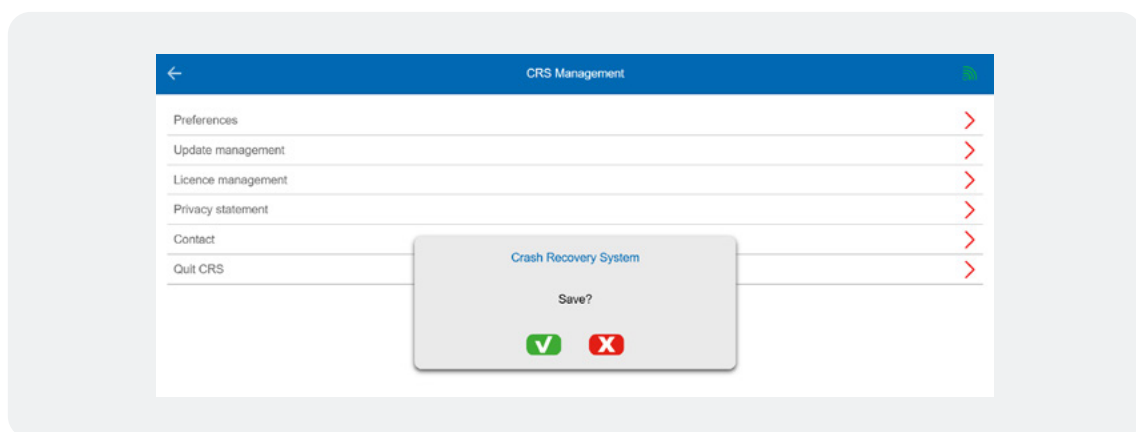 CRS Management
Preferences
Update management
Licence management
Privacy statement
Contact
Quit CRS
Crash Recovery System
Save?